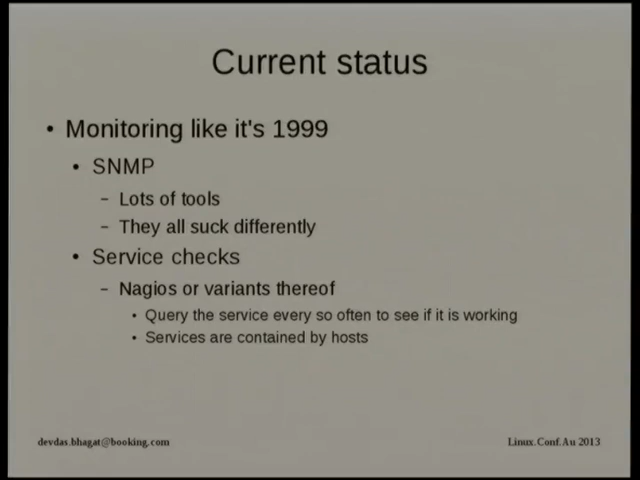 Current status
• Monitoring like it's 1999
• SNMP
– Lots of tools
– They all suck differently
• Service checks
– Nagios or variants thereof
• Query the service every so often to see if it is working
• Services are contained by hosts
devdas.bhagat@booking.com
Linux.Conf.Au 2013